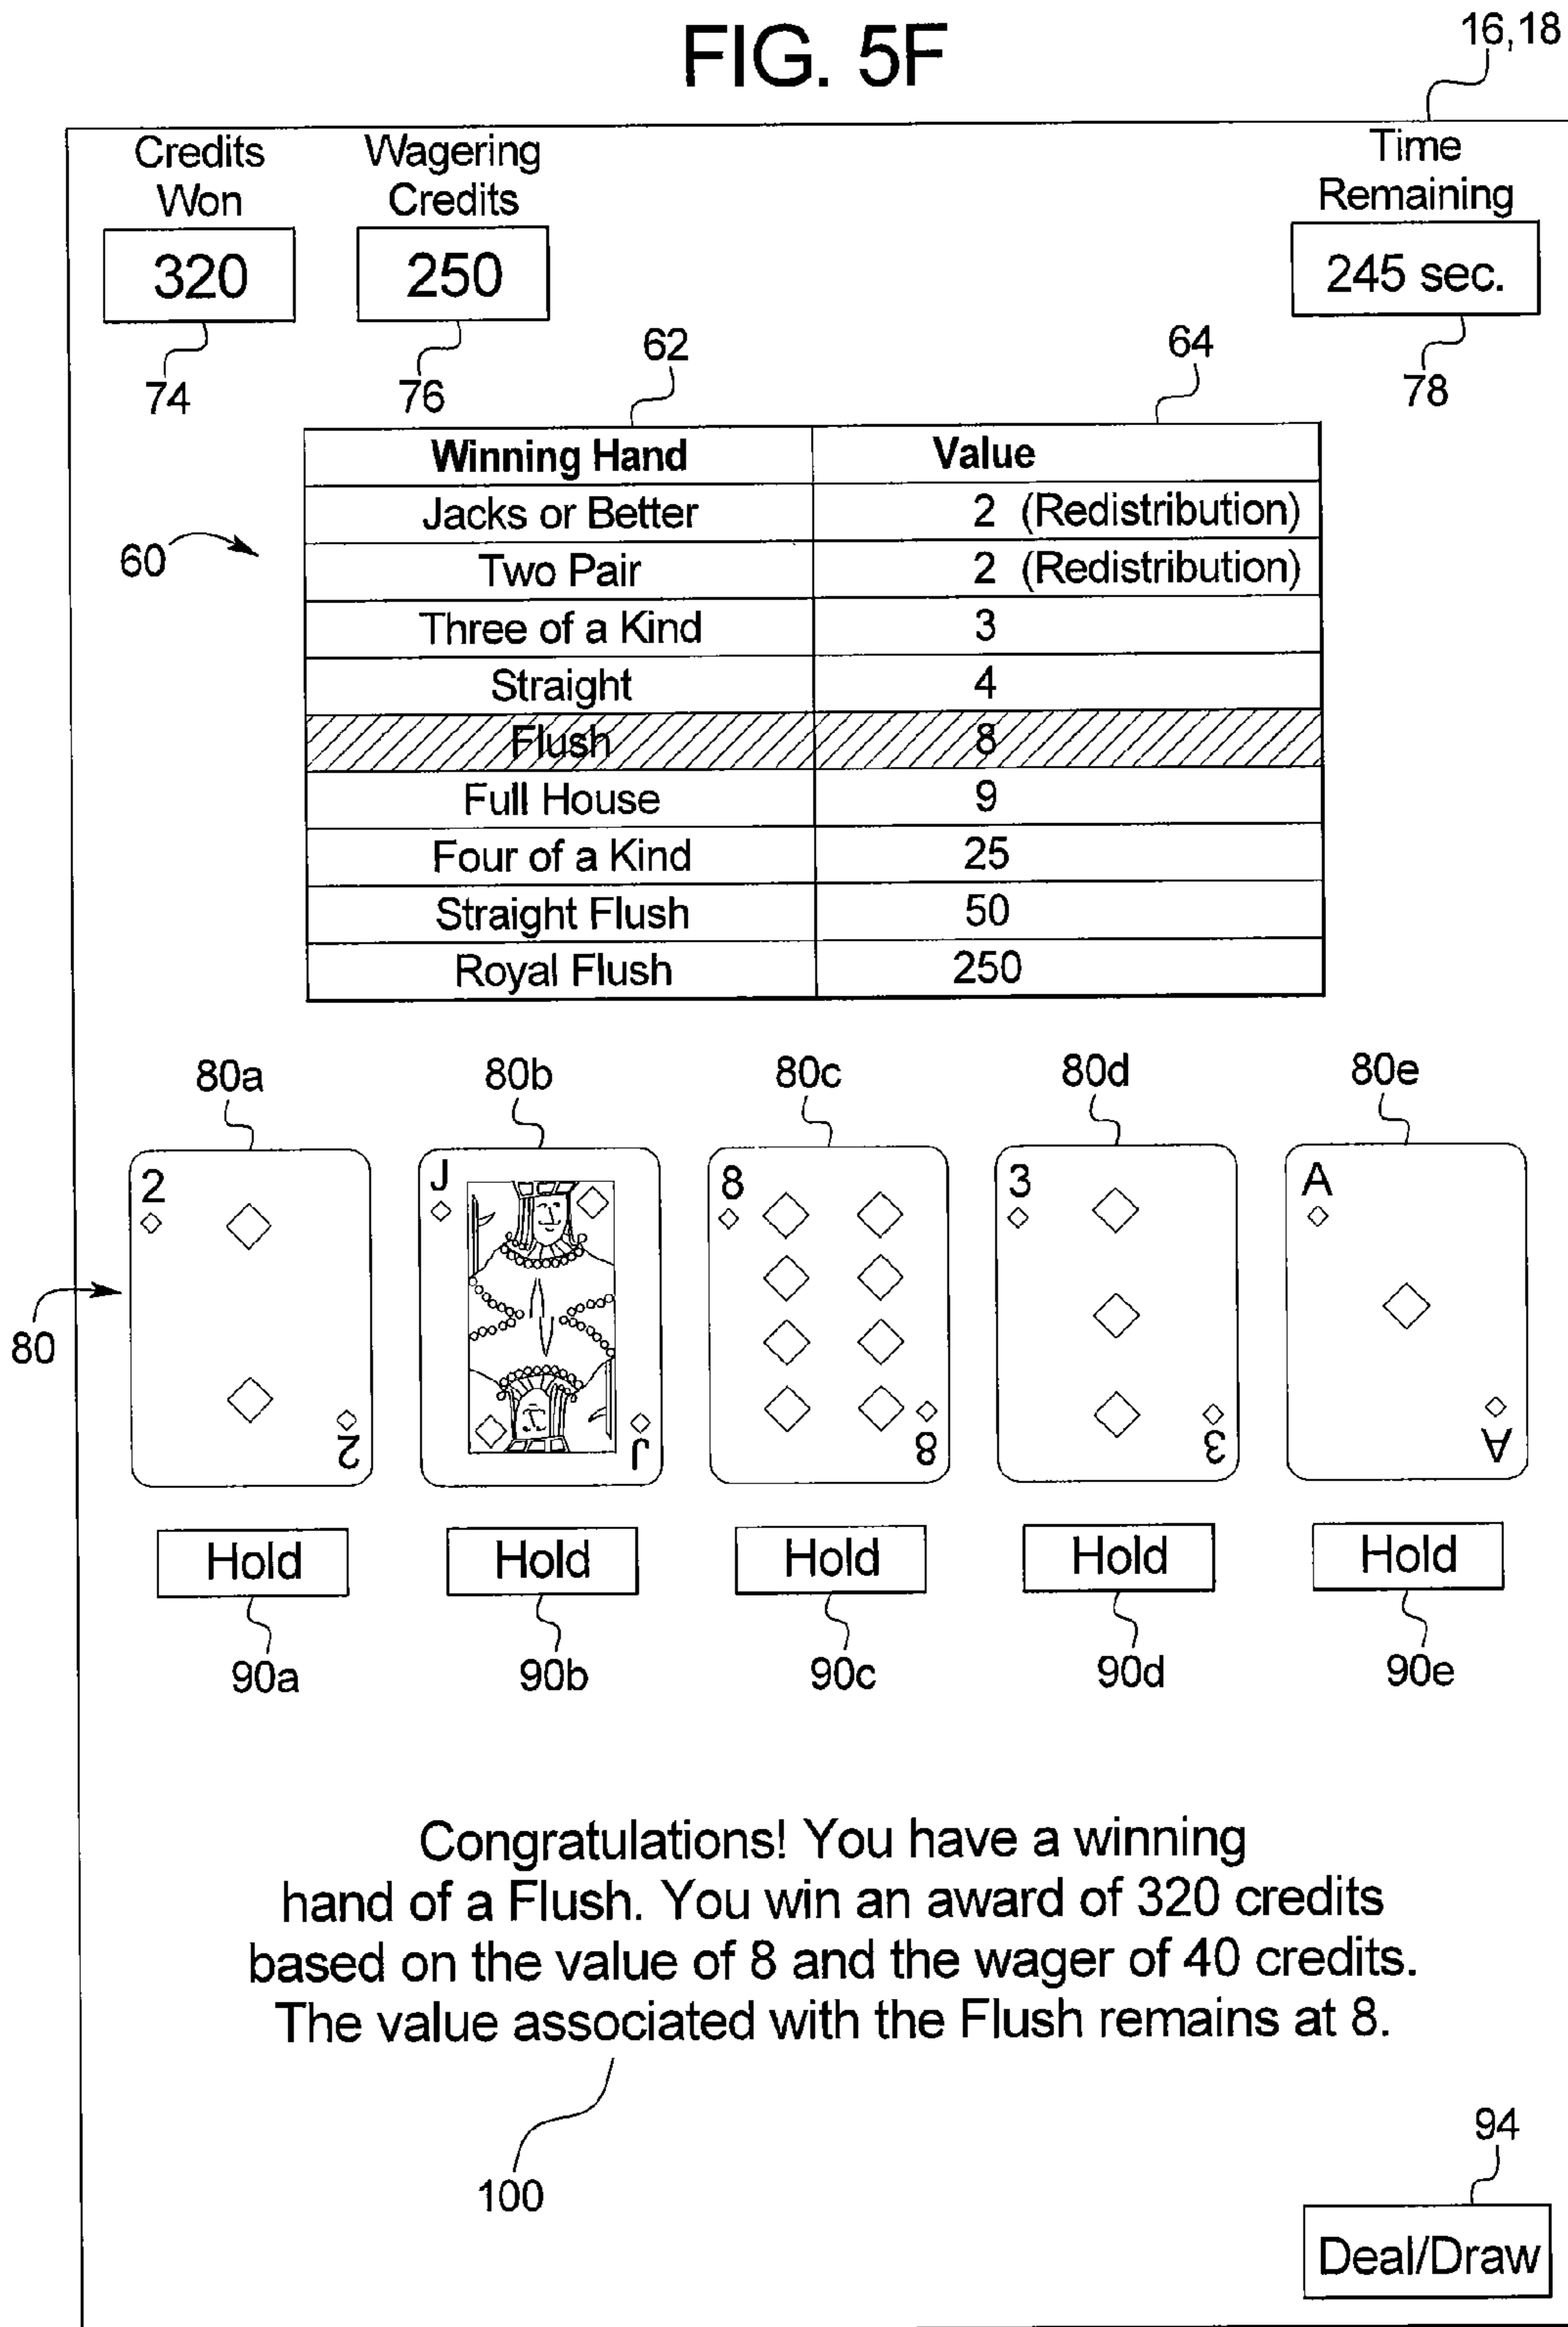 FIG. 5F
16,18
Credits Won
Wagering Credits
Time Remaining
320
250
245 sec.
74
76
62
64
78
Winning Hand Value
Jacks or Better 2 (Redistribution)
Two Pair 2 (Redistribution)
60
Three of a Kind 3
Straight 4
Flush 8
Full House 9
Four of a Kind 25
Straight Flush 50
Royal Flush 250
80a 80b 80c 80d 80e
2 J 8 3 A
80
2 J 8 3 A
Hold Hold Hold Hold Hold
90a 90b 90c 90d 90e
Congratulations! You have a winning
hand of a Flush. You win an award of 320 credits
based on the value of 8 and the wager of 40 credits.
The value associated with the Flush remains at 8.
100
94
Deal/Draw